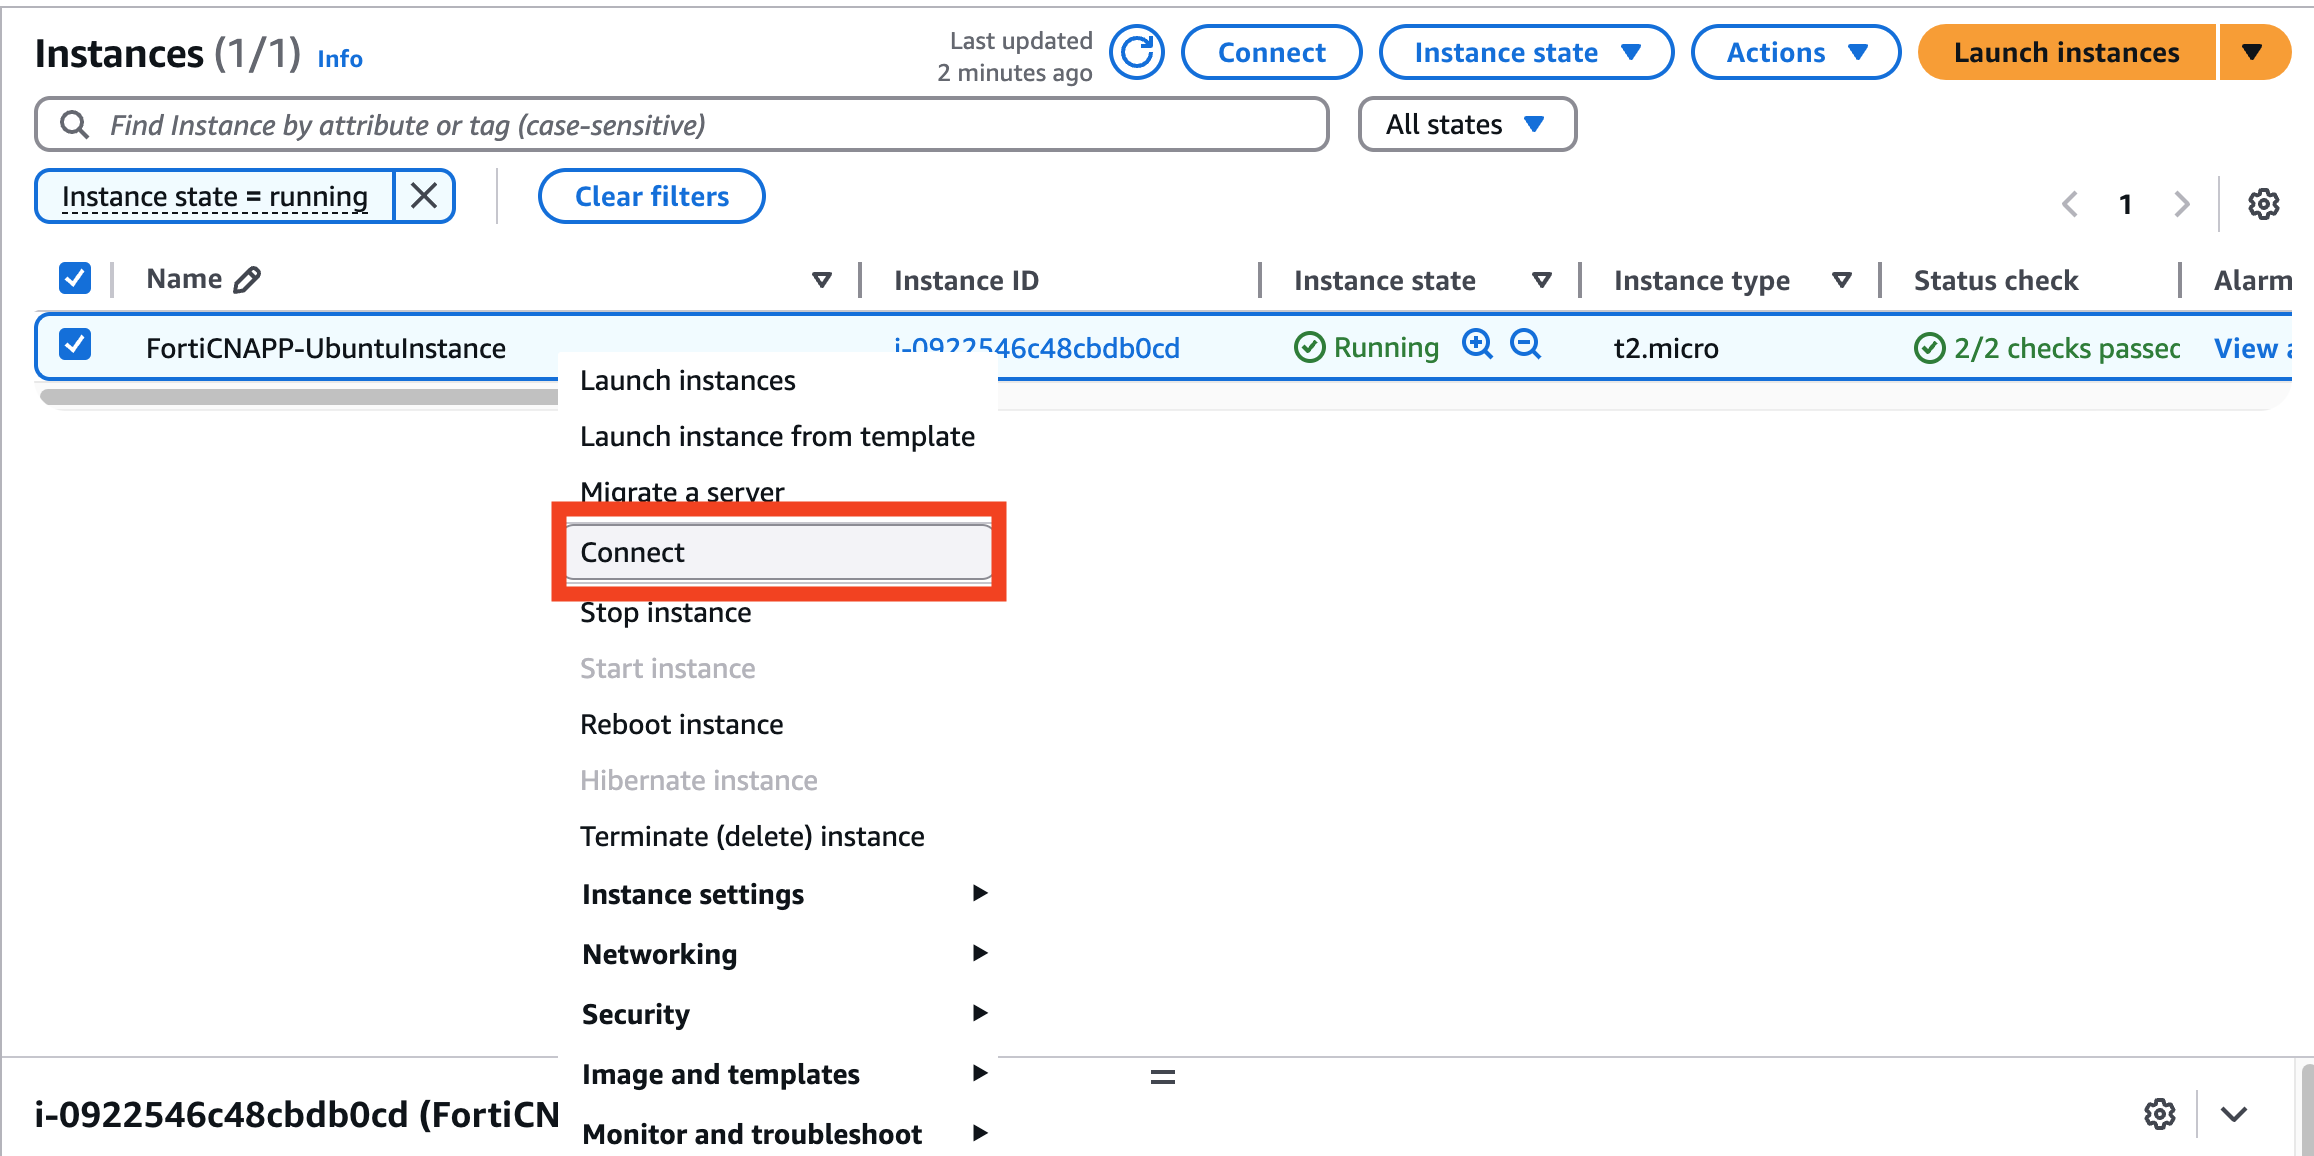 Instances (1/1) Info
Last updated
2 minutes ago
Connect
Instance state
Actions
Launch instances
Find Instance by attribute or tag (case-sensitive)
All states
Instance state = running
Clear filters
1
Name Instance ID Instance state Instance type Status check Alarm
FortiCNAPP-UbuntuInstance i-0922546c48cbdb0cd Running t2.micro 2/2 checks passed View a
Launch instances
Launch instance from template
Migrate a server
Connect
Stop instance
Start instance
Reboot instance
Hibernate instance
Terminate (delete) instance
Instance settings
Networking
Security
Image and templates
Monitor and troubleshoot
i-0922546c48cbdb0cd (FortiCN